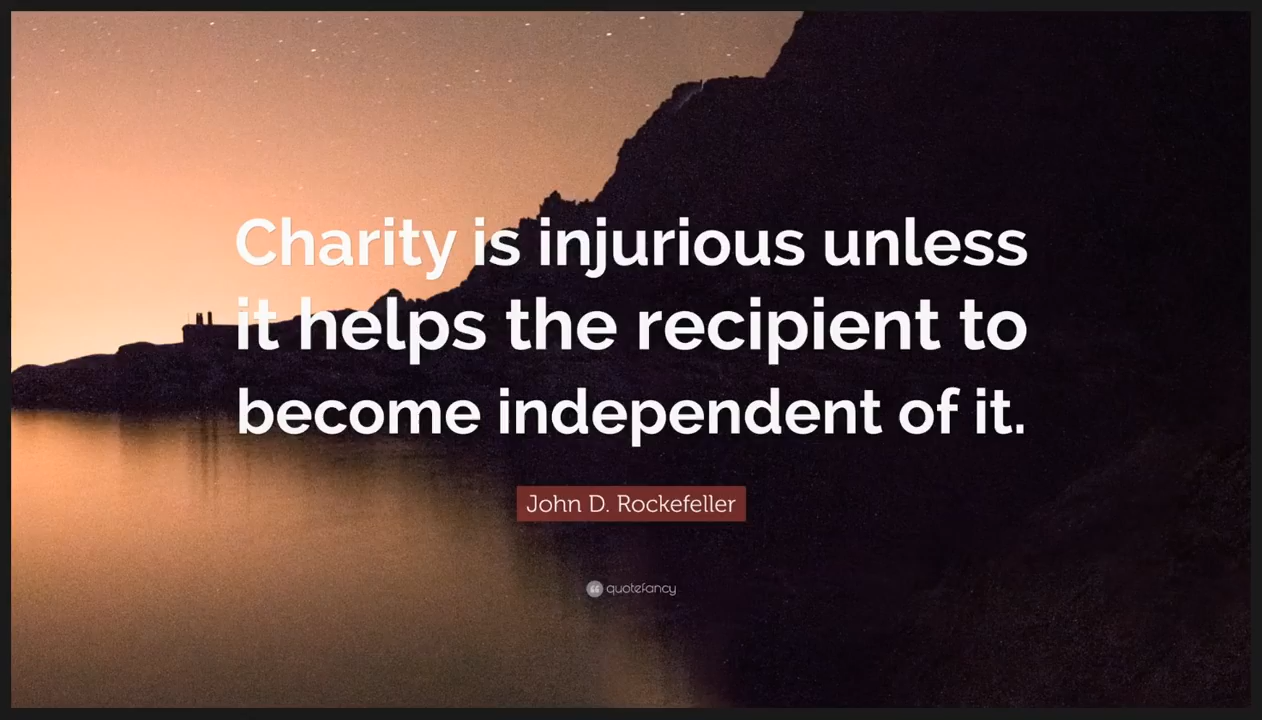 Charity is injurious unless
it helps the recipient to
become independent of it.
John D. Rockefeller
quotefancy